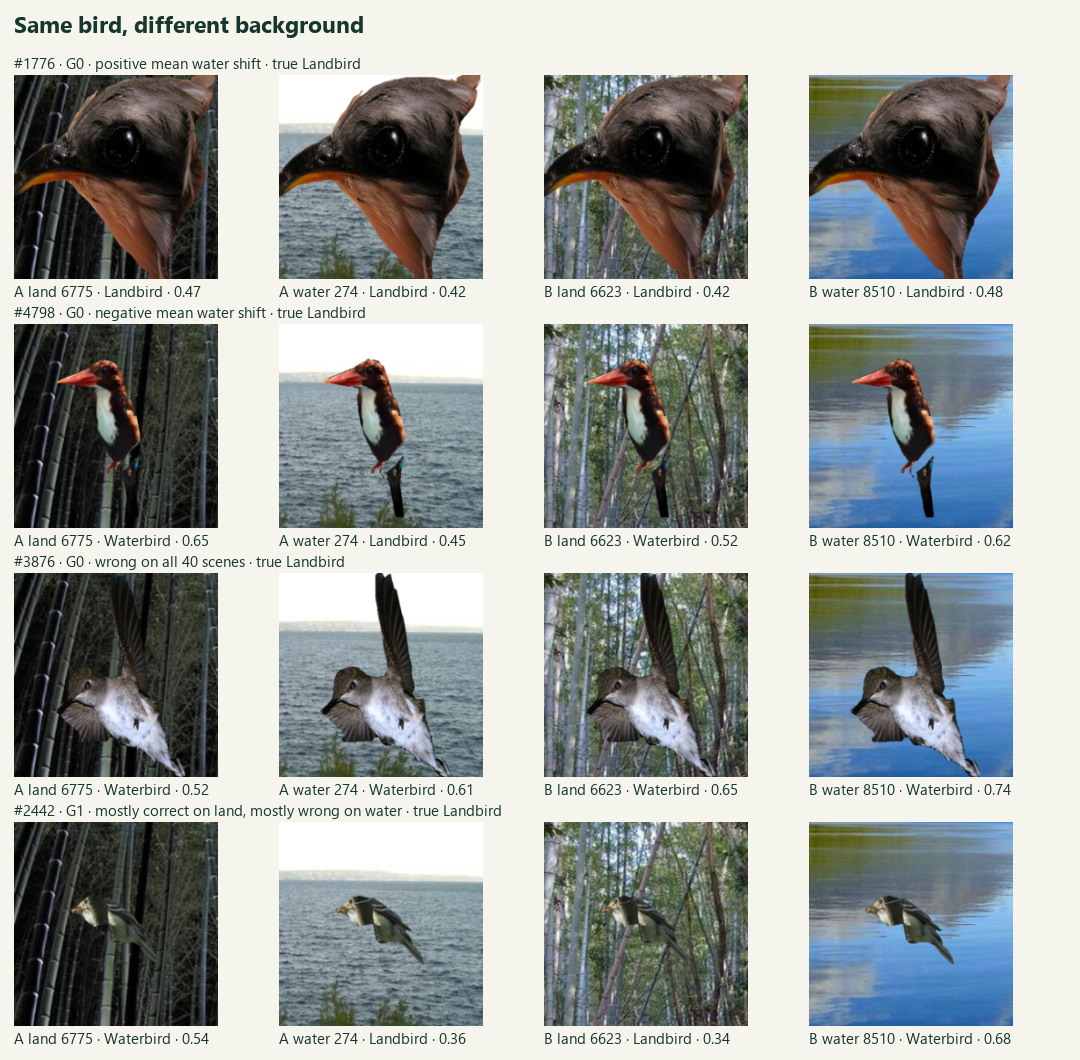 Same bird, different background
#1776 · G0 · positive mean water shift · true Landbird
A land 6775 · Landbird · 0.47
A water 274 · Landbird · 0.42
B land 6623 · Landbird · 0.42
B water 8510 · Landbird · 0.48
#4798 · G0 · negative mean water shift · true Landbird
A land 6775 · Waterbird · 0.65
A water 274 · Landbird · 0.45
B land 6623 · Waterbird · 0.52
B water 8510 · Waterbird · 0.62
#3876 · G0 · wrong on all 40 scenes · true Landbird
A land 6775 · Waterbird · 0.52
A water 274 · Waterbird · 0.61
B land 6623 · Waterbird · 0.65
B water 8510 · Waterbird · 0.74
#2442 · G1 · mostly correct on land, mostly wrong on water · true Landbird
A land 6775 · Waterbird · 0.54
A water 274 · Landbird · 0.36
B land 6623 · Landbird · 0.34
B water 8510 · Waterbird · 0.68